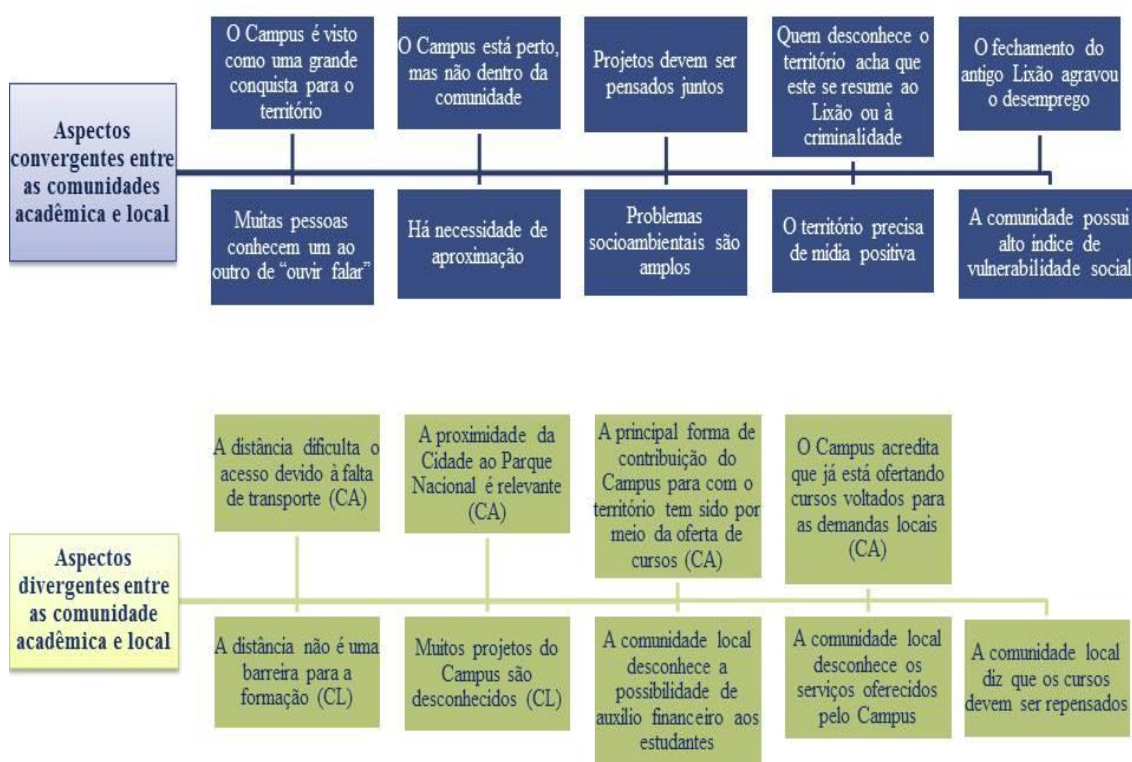 O Campus é visto
como uma grande
conquista para o
território
O Campus está perto,
mas não dentro da
comunidade
Projetos devem ser
pensados juntos
Quem desconhece o
território acha que
este se resume ao
Lixão ou à
criminalidade
O fechamento do
antigo Lixão agravou
o desemprego
Aspectos
convergentes entre
as comunidades
acadêmica e local
Muitas pessoas
conhecem um ao
outro de “ouvir falar”
Há necessidade de
aproximação
Problemas
socioambientais são
amplos
O território precisa
de mídia positiva
A comunidade possui
alto índice de
vulnerabilidade social
A distância dificulta o
acesso devido à falta
de transporte (CA)
A proximidade da
Cidade ao Parque
Nacional é relevante
(CA)
A principal forma de
contribuição do
Campus para com o
território tem sido por
meio da oferta de
cursos (CA)
O Campus acredita
que já está ofertando
cursos voltados para
as demandas locais
(CA)
Aspectos
divergentes entre
as comunidade
acadêmica e local
A distância não é uma
barreira para a
formação (CL)
Muitos projetos do
Campus são
desconhecidos (CL)
A comunidade local
desconhece a
possibilidade de
auxílio financeiro aos
estudantes
A comunidade local
desconhece os
serviços oferecidos
pelo Campus
A comunidade local
diz que os cursos
devem ser repensados